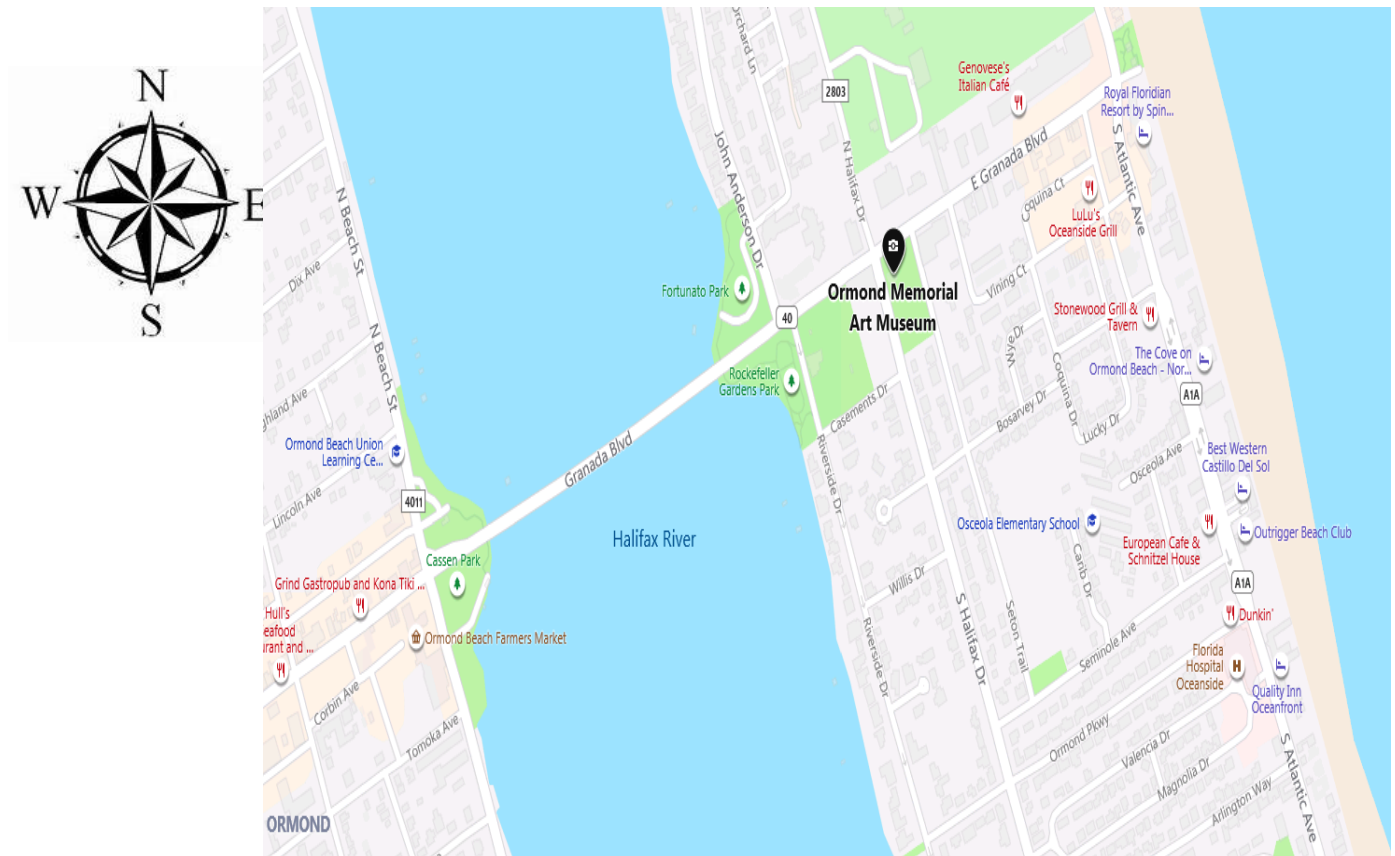 N
W
E
S
N Beach St
Dix Ave
N Beach St
ghland Ave
Ormond Beach Union
Learning Ce...
Lincoln Ave
4011
Cassen Park
Grind Gastropub and Kona Tiki ...
Hull's
eafood
urant and ...
Ormond Beach Farmers Market
Corbin Ave
Tomoka Ave
ORMOND
Granada Blvd
Halifax River
Orchard Ln
John Anderson Dr
2803
N Halifax Dr
Genovese's
Italian Café
Royal Floridian
Resort by Spin...
E Granada Blvd
S Atlantic Ave
Coquina Ct
LuLu's
Oceanside Grill
Fortunato Park
40
Ormond Memorial
Art Museum
Vining Ct
Stonewood Grill &
Tavern
Wye Dr
Coquina Dr
The Cove on
Ormond Beach - Nor...
A1A
Rockefeller
Gardens Park
Casements Dr
Bosarvey Dr
Lucky Dr
Riverside Dr
Osceola Ave
Best Western
Castillo Del Sol
Osceola Elementary School
European Cafe &
Schnitzel House
Outrigger Beach Club
Carib Dr
A1A
Willis Dr
S Halifax Dr
Seton Trail
Dunkin'
Riverside Dr
Seminole Ave
Florida
Hospital
Oceanside
Quality Inn
Oceanfront
Ormond Pkwy
Valencia Dr
Magnolia Dr
Arlington Way
S Atlantic Ave